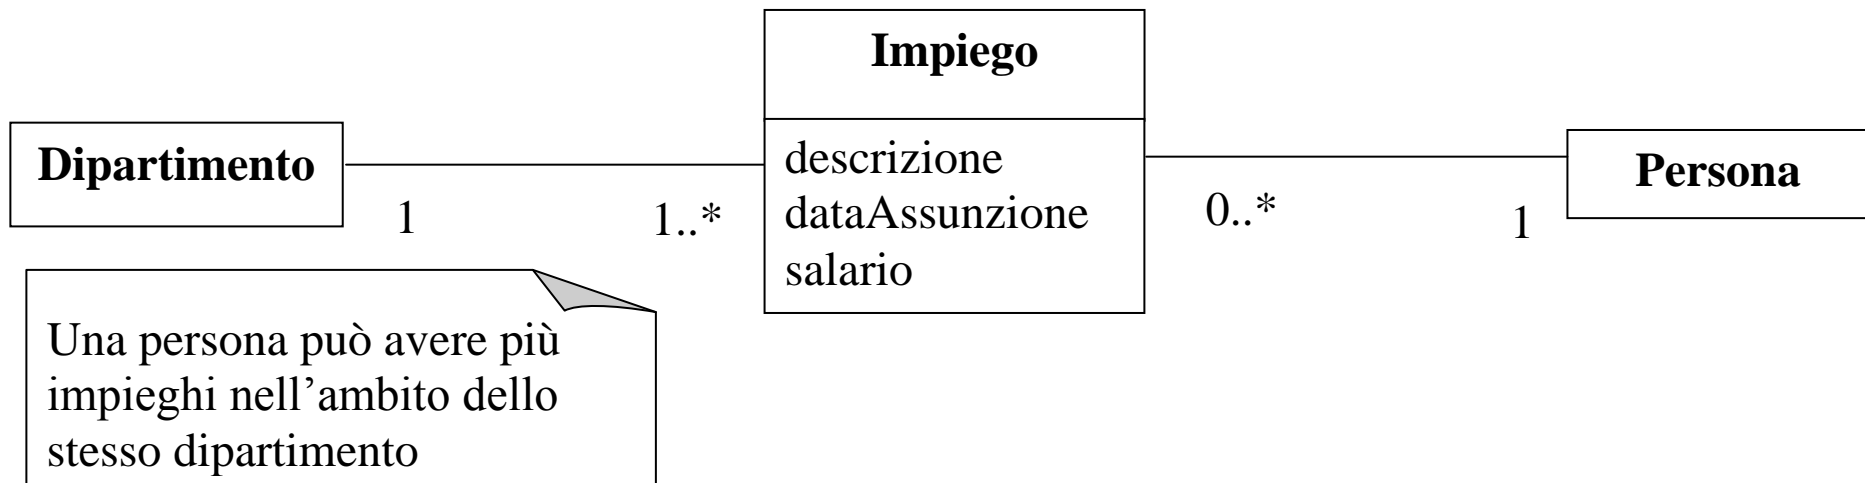 Impiego
descrizione
dataAssunzione
salario
Dipartimento
1
1..*
0..*
1
Persona
Una persona può avere più
impieghi nell’ambito dello
stesso dipartimento